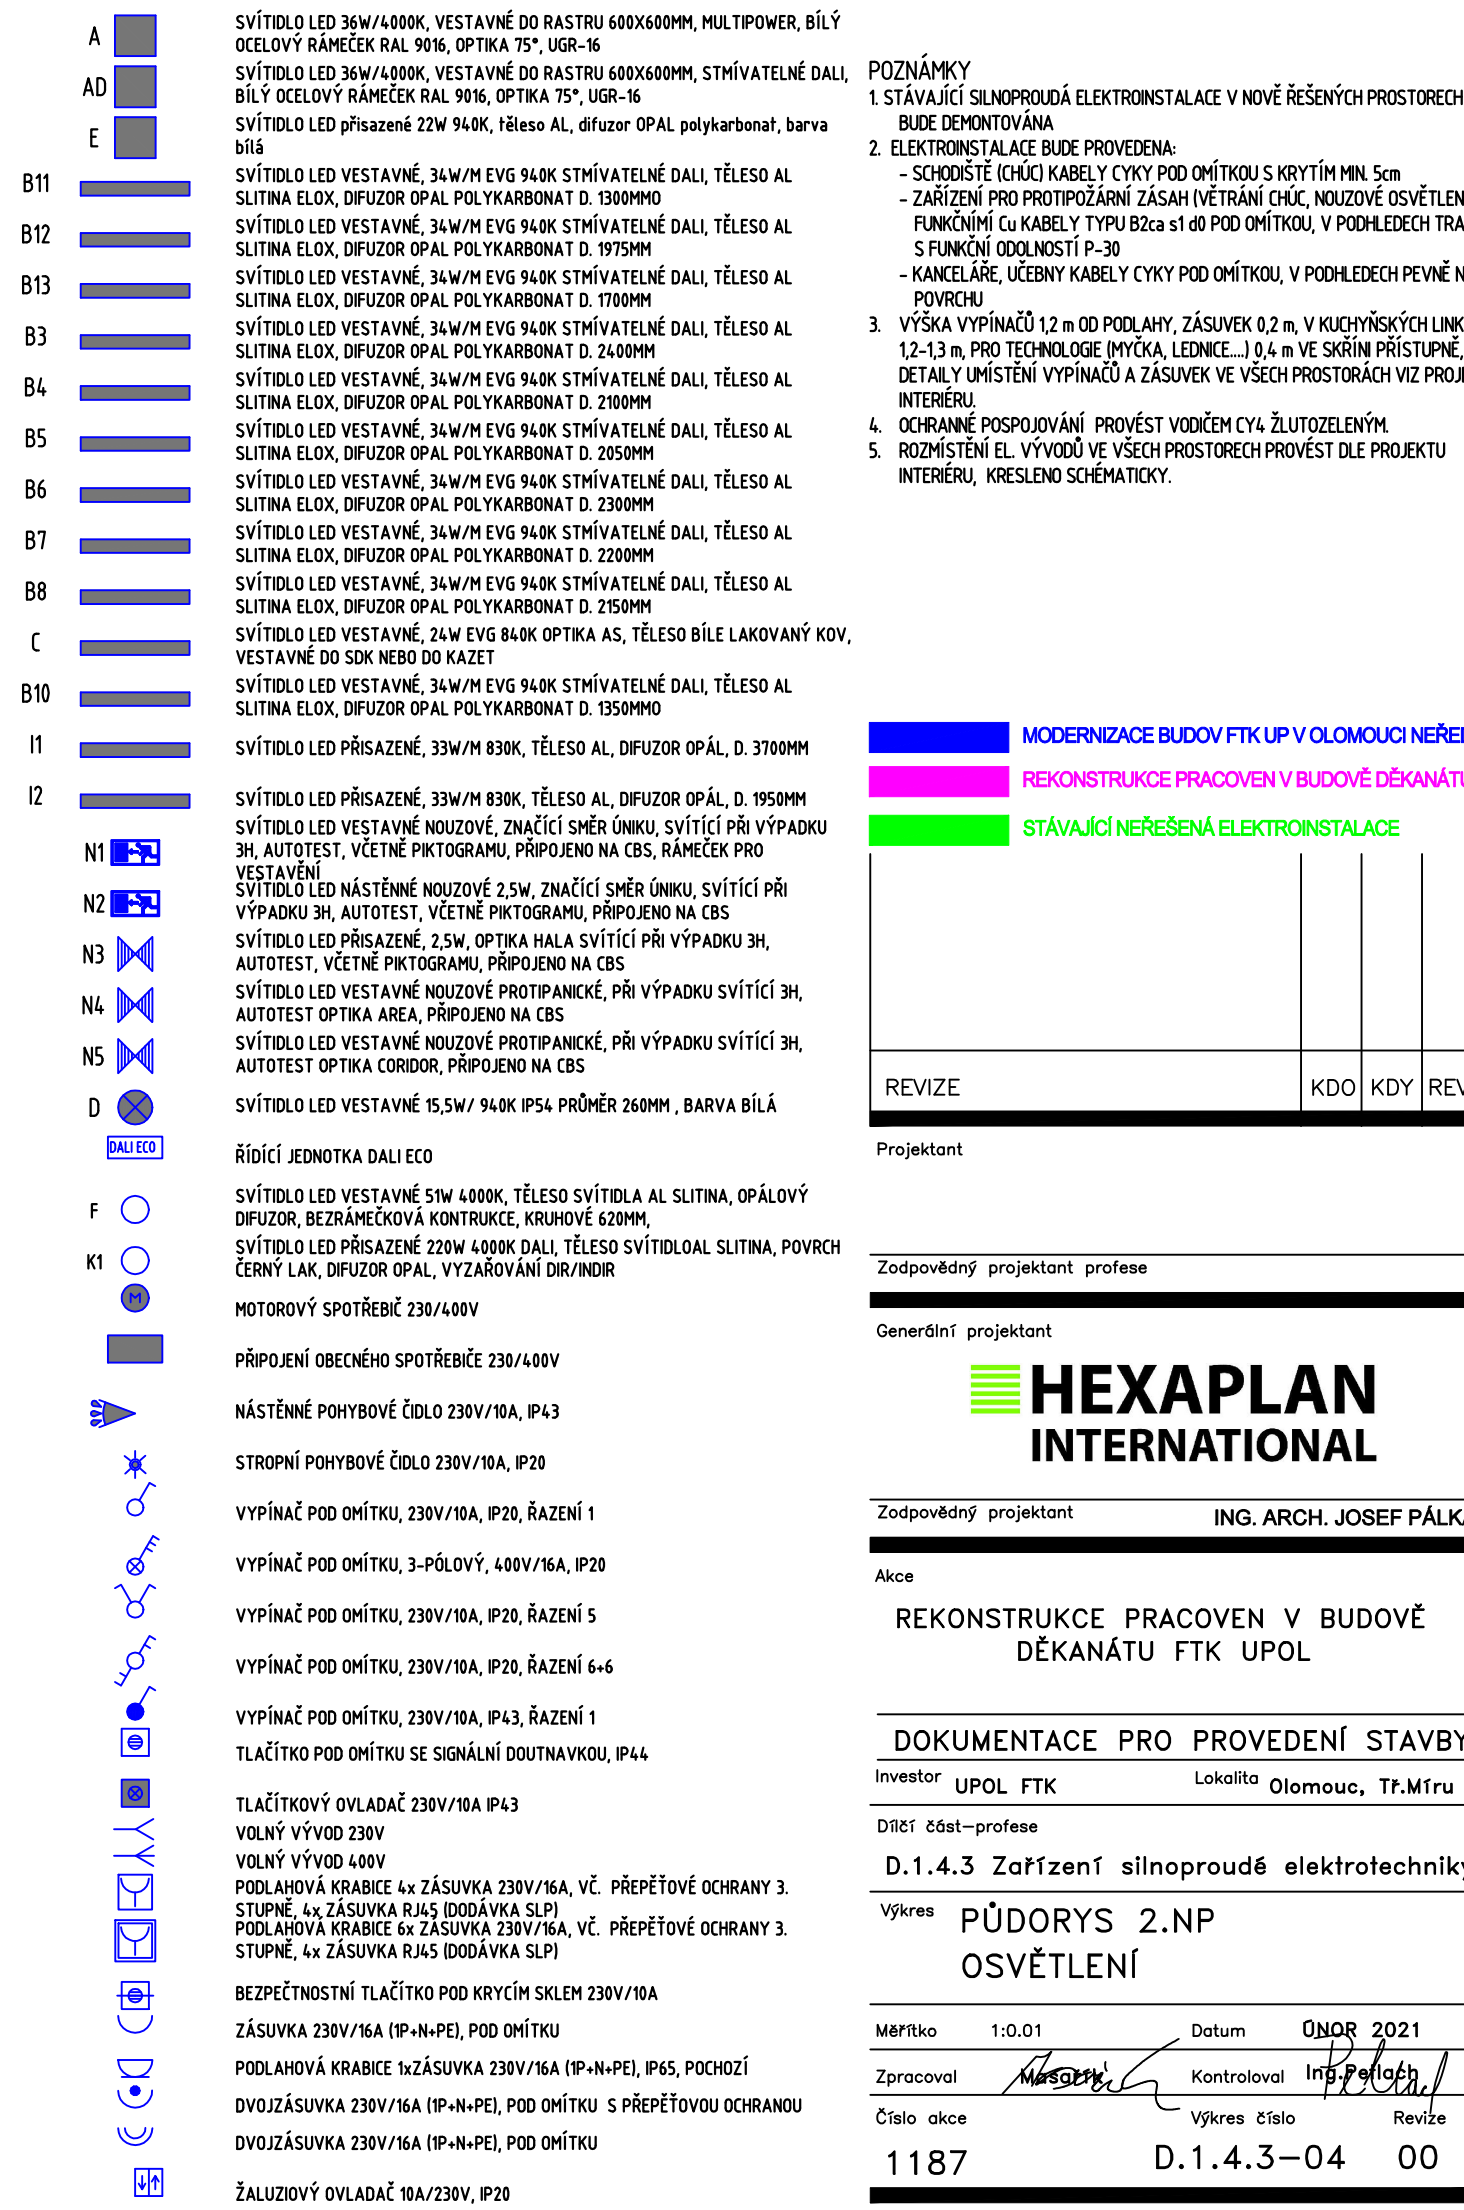 A
SVÍTIDLO LED 36W/4000K, VESTAVNÉ DO RASTRU 600X600MM, MULTIPOWER, BÍLÝ
OCELOVÝ RÁMEČEK RAL 9016, OPTIKA 75°, UGR-16
AD
SVÍTIDLO LED 36W/4000K, VESTAVNÉ DO RASTRU 600X600MM, STMÍVATELNÉ DALI,
BÍLÝ OCELOVÝ RÁMEČEK RAL 9016, OPTIKA 75°, UGR-16
E
SVÍTIDLO LED přisazené 22W 940K, těleso AL, difuzor OPAL polykarbonat, barva
bílá
B11
SVÍTIDLO LED VESTAVNÉ, 34W/M EVG 940K STMÍVATELNÉ DALI, TĚLESO AL
SLITINA ELOX, DIFUZOR OPAL POLYKARBONAT D. 1300MMO
B12
SVÍTIDLO LED VESTAVNÉ, 34W/M EVG 940K STMÍVATELNÉ DALI, TĚLESO AL
SLITINA ELOX, DIFUZOR OPAL POLYKARBONAT D. 1975MM
B13
SVÍTIDLO LED VESTAVNÉ, 34W/M EVG 940K STMÍVATELNÉ DALI, TĚLESO AL
SLITINA ELOX, DIFUZOR OPAL POLYKARBONAT D. 1700MM
B3
SVÍTIDLO LED VESTAVNÉ, 34W/M EVG 940K STMÍVATELNÉ DALI, TĚLESO AL
SLITINA ELOX, DIFUZOR OPAL POLYKARBONAT D. 2400MM
B4
SVÍTIDLO LED VESTAVNÉ, 34W/M EVG 940K STMÍVATELNÉ DALI, TĚLESO AL
SLITINA ELOX, DIFUZOR OPAL POLYKARBONAT D. 2100MM
B5
SVÍTIDLO LED VESTAVNÉ, 34W/M EVG 940K STMÍVATELNÉ DALI, TĚLESO AL
SLITINA ELOX, DIFUZOR OPAL POLYKARBONAT D. 2050MM
B6
SVÍTIDLO LED VESTAVNÉ, 34W/M EVG 940K STMÍVATELNÉ DALI, TĚLESO AL
SLITINA ELOX, DIFUZOR OPAL POLYKARBONAT D. 2300MM
B7
SVÍTIDLO LED VESTAVNÉ, 34W/M EVG 940K STMÍVATELNÉ DALI, TĚLESO AL
SLITINA ELOX, DIFUZOR OPAL POLYKARBONAT D. 2200MM
B8
SVÍTIDLO LED VESTAVNÉ, 34W/M EVG 940K STMÍVATELNÉ DALI, TĚLESO AL
SLITINA ELOX, DIFUZOR OPAL POLYKARBONAT D. 2150MM
C
SVÍTIDLO LED VESTAVNÉ, 24W EVG 840K OPTIKA AS, TĚLESO BÍLE LAKOVANÝ KOV,
VESTAVNÉ DO SDK NEBO DO KAZET
B10
SVÍTIDLO LED VESTAVNÉ, 34W/M EVG 940K STMÍVATELNÉ DALI, TĚLESO AL
SLITINA ELOX, DIFUZOR OPAL POLYKARBONAT D. 1350MMO
I1
SVÍTIDLO LED PŘISAZENÉ, 33W/M 830K, TĚLESO AL, DIFUZOR OPÁL, D. 3700MM
I2
SVÍTIDLO LED PŘISAZENÉ, 33W/M 830K, TĚLESO AL, DIFUZOR OPÁL, D. 1950MM
N1
SVÍTIDLO LED VESTAVNÉ NOUZOVÉ, ZNAČÍCÍ SMĚR ÚNIKU, SVÍTÍCÍ PŘI VÝPADKU
3H, AUTOTEST, VČETNĚ PIKTOGRAMU, PŘIPOJENO NA CBS, RÁMEČEK PRO
VESTAVĚNÍ
N2
SVÍTIDLO LED NÁSTĚNNÉ NOUZOVÉ 2,5W, ZNAČÍCÍ SMĚR ÚNIKU, SVÍTÍCÍ PŘI
VÝPADKU 3H, AUTOTEST, VČETNĚ PIKTOGRAMU, PŘIPOJENO NA CBS
N3
SVÍTIDLO LED PŘISAZENÉ, 2,5W, OPTIKA HALA SVÍTÍCÍ PŘI VÝPADKU 3H,
AUTOTEST, VČETNĚ PIKTOGRAMU, PŘIPOJENO NA CBS
N4
SVÍTIDLO LED VESTAVNÉ NOUZOVÉ PROTIPANICKÉ, PŘI VÝPADKU SVÍTÍCÍ 3H,
AUTOTEST OPTIKA AREA, PŘIPOJENO NA CBS
N5
SVÍTIDLO LED VESTAVNÉ NOUZOVÉ PROTIPANICKÉ, PŘI VÝPADKU SVÍTÍCÍ 3H,
AUTOTEST OPTIKA CORIDOR, PŘIPOJENO NA CBS
D
SVÍTIDLO LED VESTAVNÉ 15,5W/ 940K IP54 PRŮMĚR 260MM , BARVA BÍLÁ
DALI ECO
ŘÍDÍCÍ JEDNOTKA DALI ECO
F
SVÍTIDLO LED VESTAVNÉ 51W 4000K, TĚLESO SVÍTIDLA AL SLITINA, OPÁLOVÝ
DIFUZOR, BEZRÁMEČKOVÁ KONTRUKCE, KRUHOVÉ 620MM,
K1
SVÍTIDLO LED PŘISAZENÉ 220W 4000K DALI, TĚLESO SVÍTIDLOAL SLITINA, POVRCH
ČERNÝ LAK, DIFUZOR OPAL, VYZAŘOVÁNÍ DIR/INDIR
M
MOTOROVÝ SPOTŘEBIČ 230/400V
PŘIPOJENÍ OBECNÉHO SPOTŘEBIČE 230/400V
NÁSTĚNNÉ POHYBOVÉ ČIDLO 230V/10A, IP43
STROPNÍ POHYBOVÉ ČIDLO 230V/10A, IP20
VYPÍNAČ POD OMÍTKU, 230V/10A, IP20, ŘAZENÍ 1
VYPÍNAČ POD OMÍTKU, 3-PÓLOVÝ, 400V/16A, IP20
VYPÍNAČ POD OMÍTKU, 230V/10A, IP20, ŘAZENÍ 5
VYPÍNAČ POD OMÍTKU, 230V/10A, IP20, ŘAZENÍ 6+6
VYPÍNAČ POD OMÍTKU, 230V/10A, IP43, ŘAZENÍ 1
TLAČÍTKO POD OMÍTKU SE SIGNÁLNÍ DOUTNAVKOU, IP44
TLAČÍTKOVÝ OVLADAČ 230V/10A IP43
VOLNÝ VÝVOD 230V
VOLNÝ VÝVOD 400V
PODLAHOVÁ KRABICE 4x ZÁSUVKA 230V/16A, VČ. PŘEPĚŤOVÉ OCHRANY 3.
STUPNĚ, 4x ZÁSUVKA RJ45 (DODÁVKA SLP)
PODLAHOVÁ KRABICE 6x ZÁSUVKA 230V/16A, VČ. PŘEPĚŤOVÉ OCHRANY 3.
STUPNĚ, 4x ZÁSUVKA RJ45 (DODÁVKA SLP)
BEZPEČTNOSTNÍ TLAČÍTKO POD KRYCÍM SKLEM 230V/10A
ZÁSUVKA 230V/16A (1P+N+PE), POD OMÍTKU
PODLAHOVÁ KRABICE 1xZÁSUVKA 230V/16A (1P+N+PE), IP65, POCHOZÍ
DVOJZÁSUVKA 230V/16A (1P+N+PE), POD OMÍTKU S PŘEPĚŤOVOU OCHRANOU
DVOJZÁSUVKA 230V/16A (1P+N+PE), POD OMÍTKU
ŽALUZIOVÝ OVLADAČ 10A/230V, IP20
POZNÁMKY
1. STÁVAJÍCÍ SILNOPROUDÁ ELEKTROINSTALACE V NOVĚ ŘEŠENÝCH PROSTORECH
BUDE DEMONTOVÁNA
2. ELEKTROINSTALACE BUDE PROVEDENA:
- SCHODIŠTĚ (CHÚC) KABELY CYKY POD OMÍTKOU S KRYTÍM MIN. 5cm
- ZAŘÍZENÍ PRO PROTIPOŽÁRNÍ ZÁSAH (VĚTRÁNÍ CHÚC, NOUZOVÉ OSVĚTLEN
FUNKČNÍMÍ Cu KABELY TYPU B2ca s1 d0 POD OMÍTKOU, V PODHLEDECH TRA
S FUNKČNÍ ODOLNOSTÍ P-30
- KANCELÁŘE, UČEBNY KABELY CYKY POD OMÍTKOU, V PODHLEDECH PEVNĚ N
POVRCHU
3. VÝŠKA VYPÍNAČŮ 1,2 m OD PODLAHY, ZÁSUVEK 0,2 m, V KUCHYŇSKÝCH LINK
1,2-1,3 m, PRO TECHNOLOGIE (MYČKA, LEDNICE....) 0,4 m VE SKŘÍNI PŘÍSTUPNĚ,
DETAILY UMÍSTĚNÍ VYPÍNAČŮ A ZÁSUVEK VE VŠECH PROSTORÁCH VIZ PROJE
INTERIÉRU.
4. OCHRANNÉ POSPOJOVÁNÍ PROVÉST VODIČEM CY4 ŽLUTOZELENÝM.
5. ROZMÍSTĚNÍ EL. VÝVODŮ VE VŠECH PROSTORECH PROVÉST DLE PROJEKTU
INTERIÉRU, KRESLENO SCHÉMATICKY.
MODERNIZACE BUDOV FTK UP V OLOMOUCI NEŘED
REKONSTRUKCE PRACOVEN V BUDOVĚ DĚKANÁTU
STÁVAJÍCÍ NEŘEŠENÁ ELEKTROINSTALACE
REVIZE KDO KDY REV
Projektant
Zodpovědný projektant profese
Generální projektant
HEXAPLAN
INTERNATIONAL
Zodpovědný projektant ING. ARCH. JOSEF PÁLKA
Akce
REKONSTRUKCE PRACOVEN V BUDOVĚ
DĚKANÁTU FTK UPOL
DOKUMENTACE PRO PROVEDENÍ STAVBY
Investor UPOL FTK Lokalita Olomouc, Tř.Míru
Dílčí část-profese
D.1.4.3 Zařízení silnoproudé elektrotechniky
Výkres PŮDORYS 2.NP
OSVĚTLENÍ
Měřítko 1:0.01 Datum ÚNOR 2021
Zpracoval Masařík Kontroloval Ing.Peflach
Číslo akce Výkres číslo Revize
1187 D.1.4.3-04 00